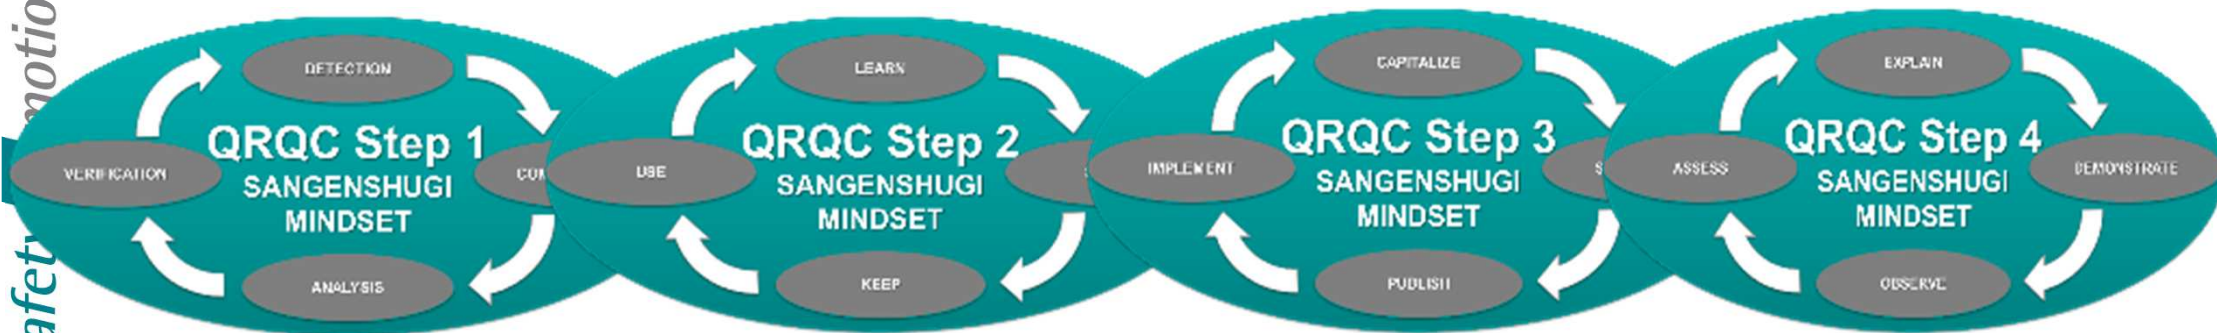 DETECTION
QRQC Step 1
SANGENSHUGI
MINDSET
VERIFICATION
ANALYSIS
LEARN
QRQC Step 2
SANGENSHUGI
MINDSET
USE
KEEP
CAPITALIZE
QRQC Step 3
SANGENSHUGI
MINDSET
IMPLEMENT
PUBLISH
EXPLAIN
QRQC Step 4
SANGENSHUGI
MINDSET
ASSESS
DEMONSTRATE
OBSERVE